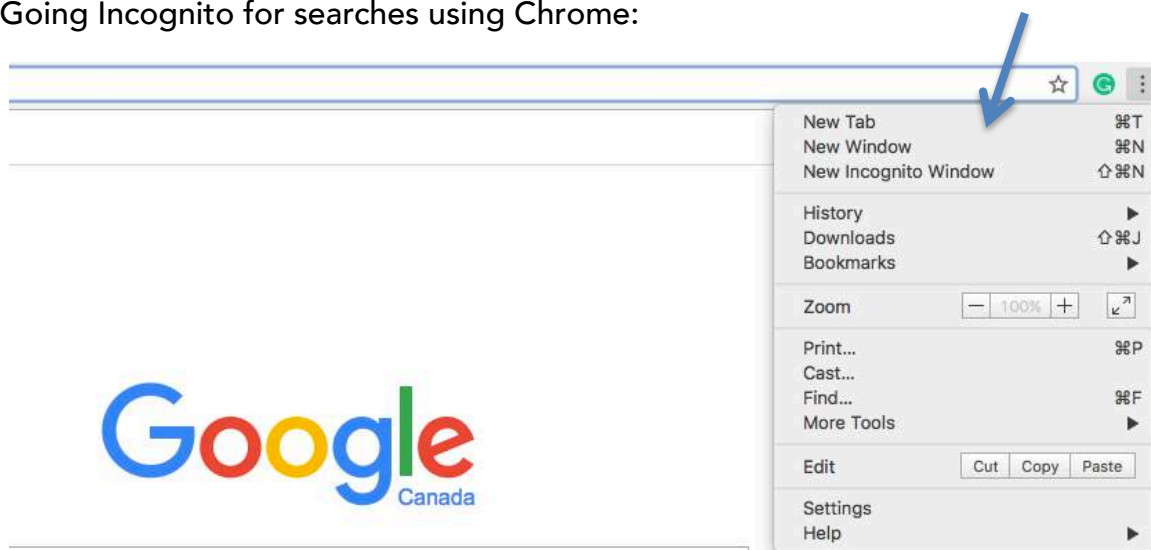 Going Incognito for searches using Chrome:
New Tab ⌘T
New Window ⌘N
New Incognito Window ⇧⌘N
History ▶
Downloads ⇧⌘J
Bookmarks ▶
Zoom − 100% +
Print... ⌘P
Cast...
Find... ⌘F
More Tools ▶
Edit Cut Copy Paste
Settings
Help ▶
Google
Canada